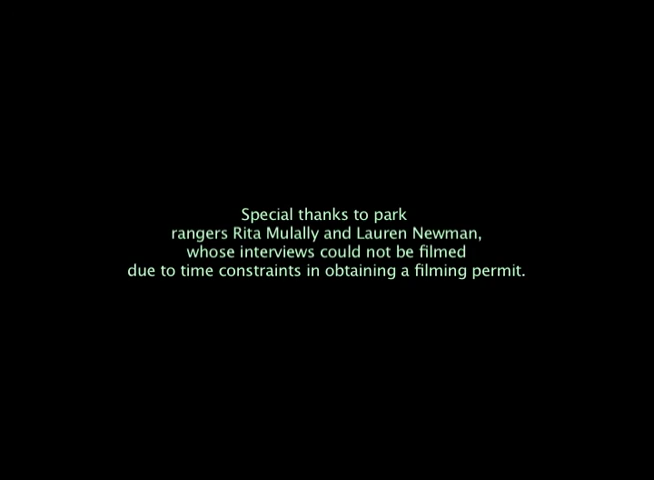 Special thanks to park
rangers Rita Mulally and Lauren Newman,
whose interviews could not be filmed
due to time constraints in obtaining a filming permit.